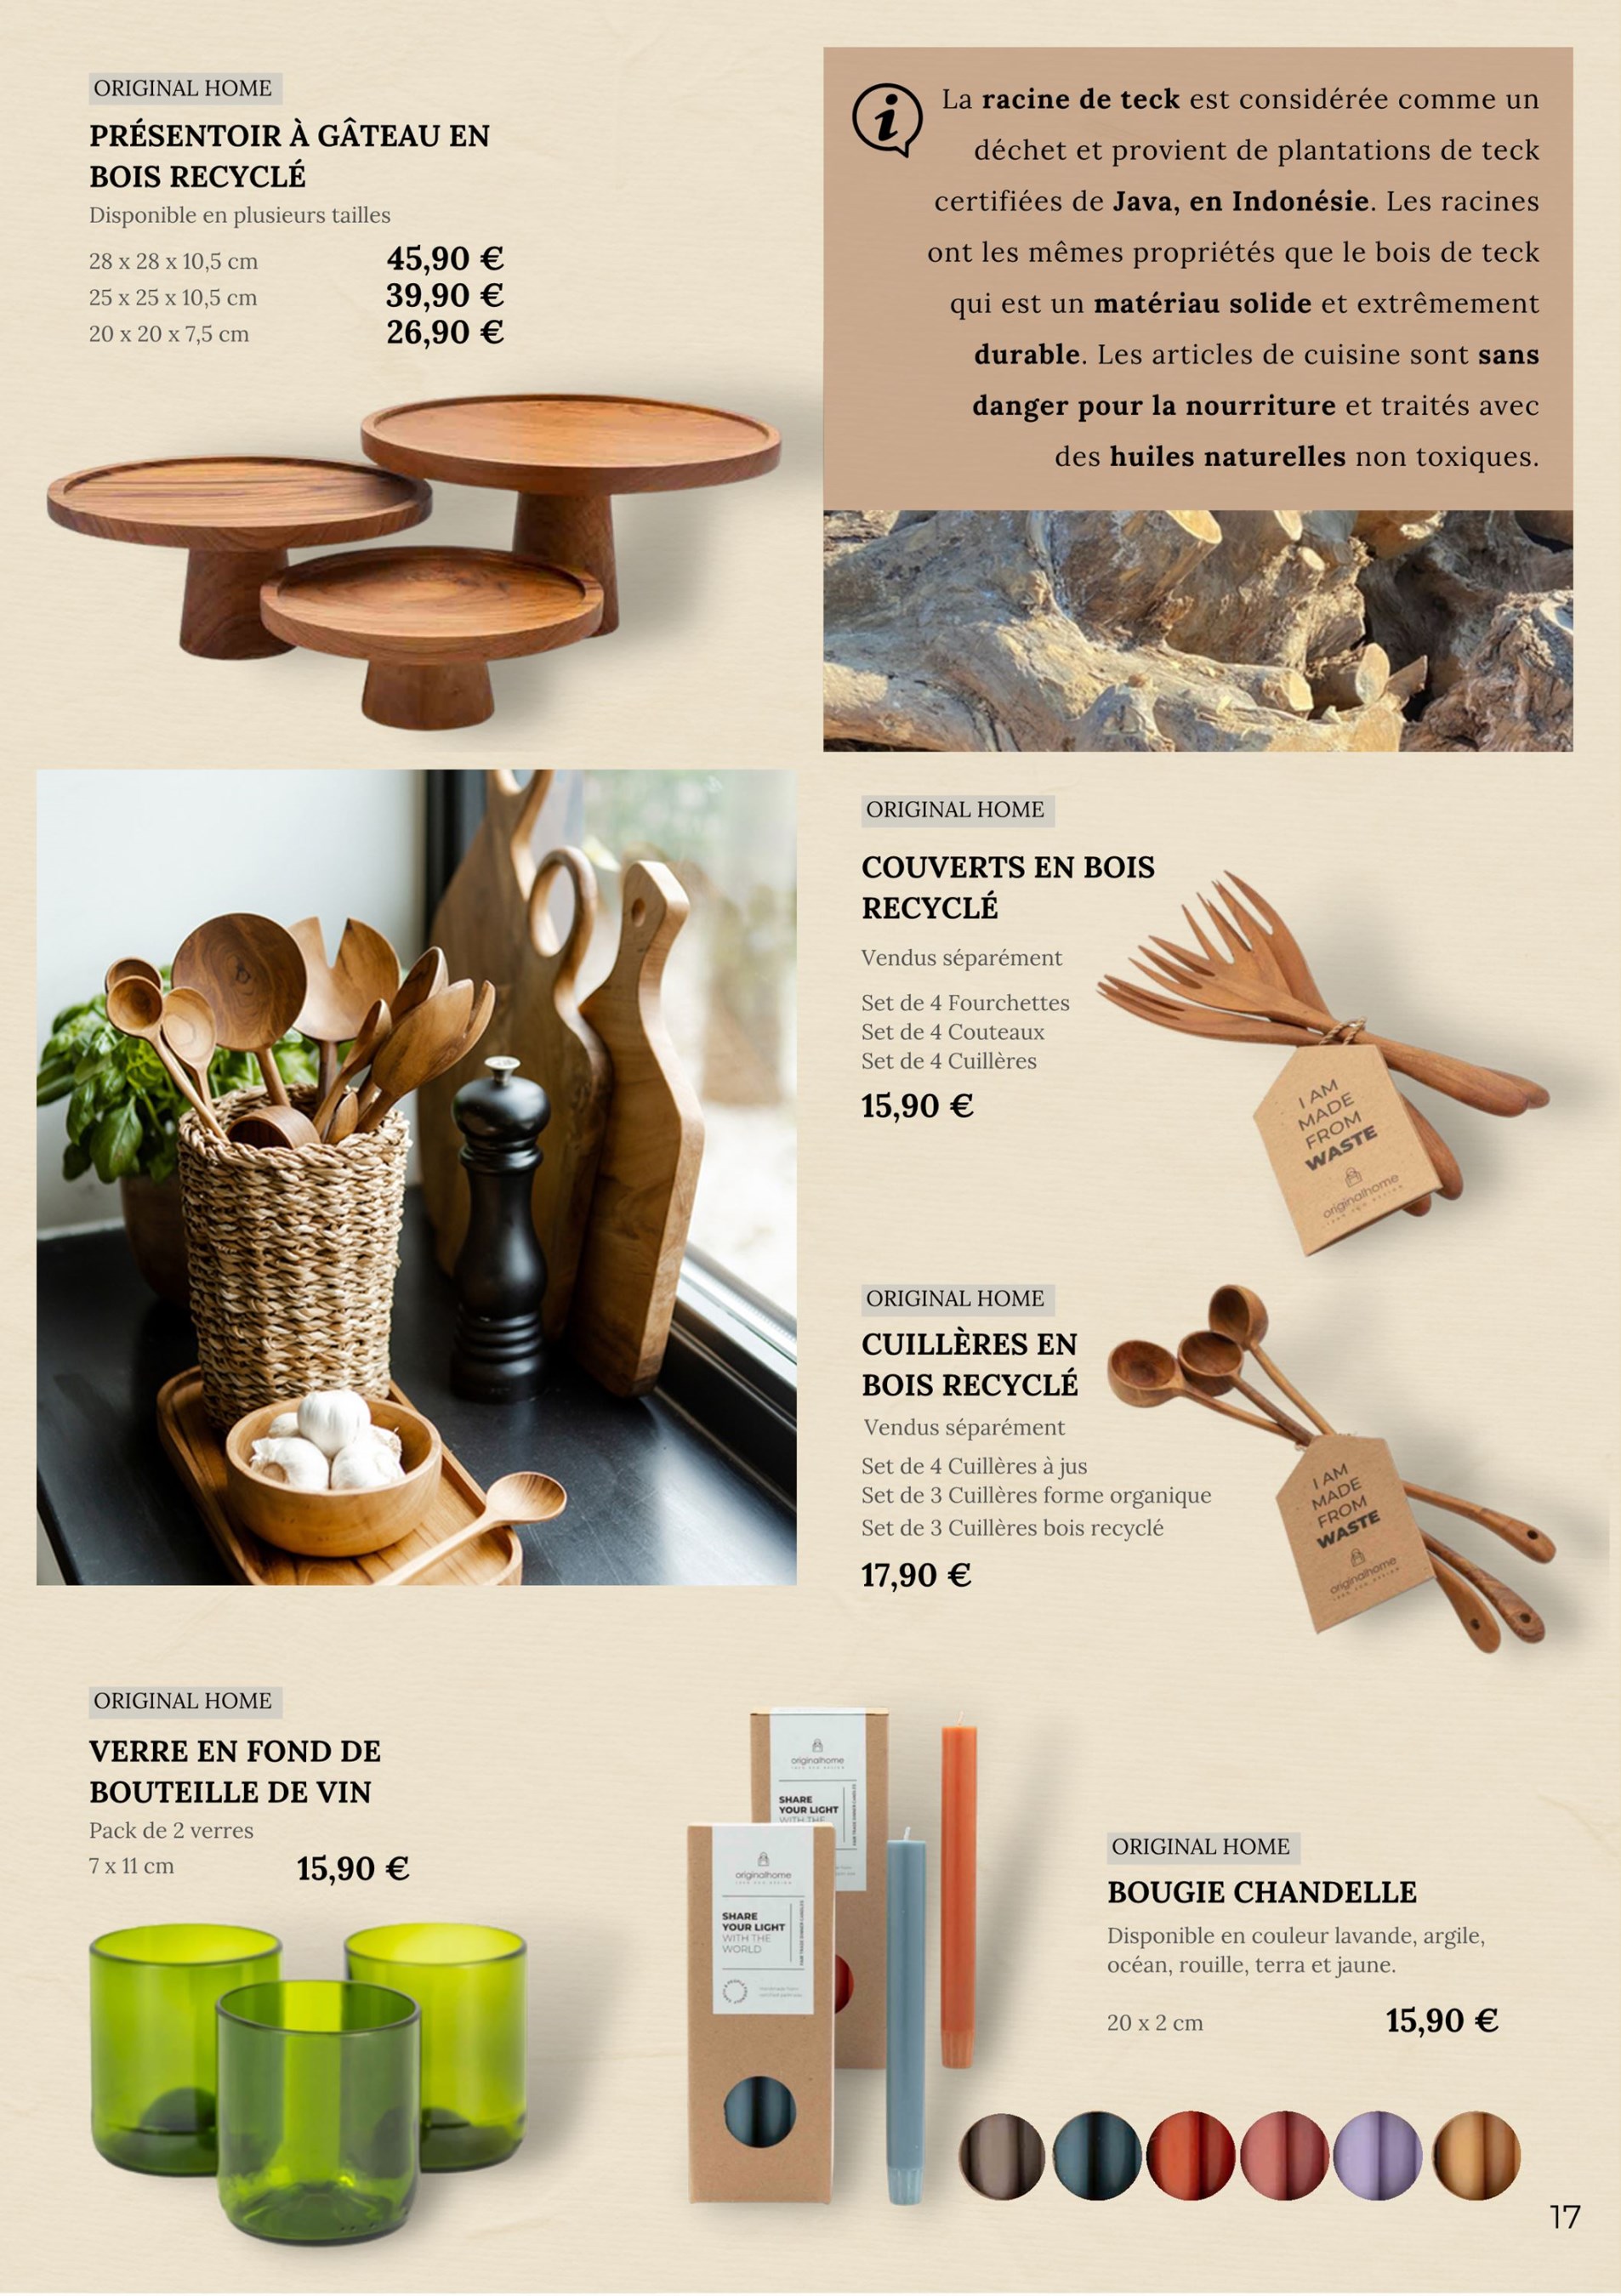 ORIGINAL HOME
PRÉSENTOIR À GÂTEAU EN
BOIS RECYCLÉ
Disponible en plusieurs tailles
28 x 28 x 10,5 cm 45,90 €
25 x 25 x 10,5 cm 39,90 €
20 x 20 x 7,5 cm 26,90 €
i
La racine de teck est considérée comme un
déchet et provient de plantations de teck
certifiées de Java, en Indonésie. Les racines
ont les mêmes propriétés que le bois de teck
qui est un matériau solide et extrêmement
durable. Les articles de cuisine sont sans
danger pour la nourriture et traités avec
des huiles naturelles non toxiques.
ORIGINAL HOME
COUVERTS EN BOIS
RECYCLÉ
Vendus séparément
Set de 4 Fourchettes
Set de 4 Couteaux
Set de 4 Cuillères
15,90 €
I AM
MADE
FROM
WASTE
originalhome
ORIGINAL HOME
CUILLÈRES EN
BOIS RECYCLÉ
Vendus séparément
Set de 4 Cuillères à jus
Set de 3 Cuillères forme organique
Set de 3 Cuillères bois recyclé
17,90 €
I AM
MADE
FROM
WASTE
originalhome
ORIGINAL HOME
VERRE EN FOND DE
BOUTEILLE DE VIN
Pack de 2 verres
7 x 11 cm 15,90 €
originalhome
SHARE
YOUR LIGHT
WITH THE
originalhome
SHARE
YOUR LIGHT
WITH THE
WORLD
ORIGINAL HOME
BOUGIE CHANDELLE
Disponible en couleur lavande, argile,
océan, rouille, terra et jaune.
20 x 2 cm 15,90 €
17